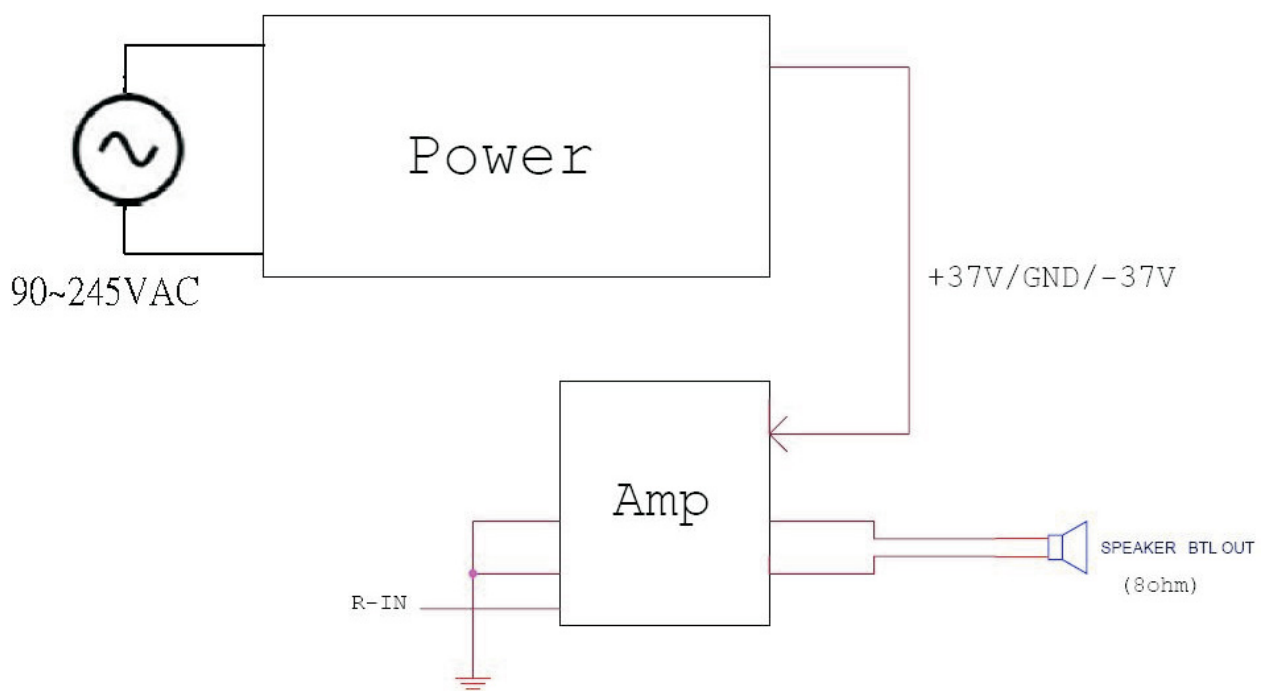 Power
90~245VAC
+37V/GND/-37V
Amp
SPEAKER BTL OUT
(8ohm)
R-IN